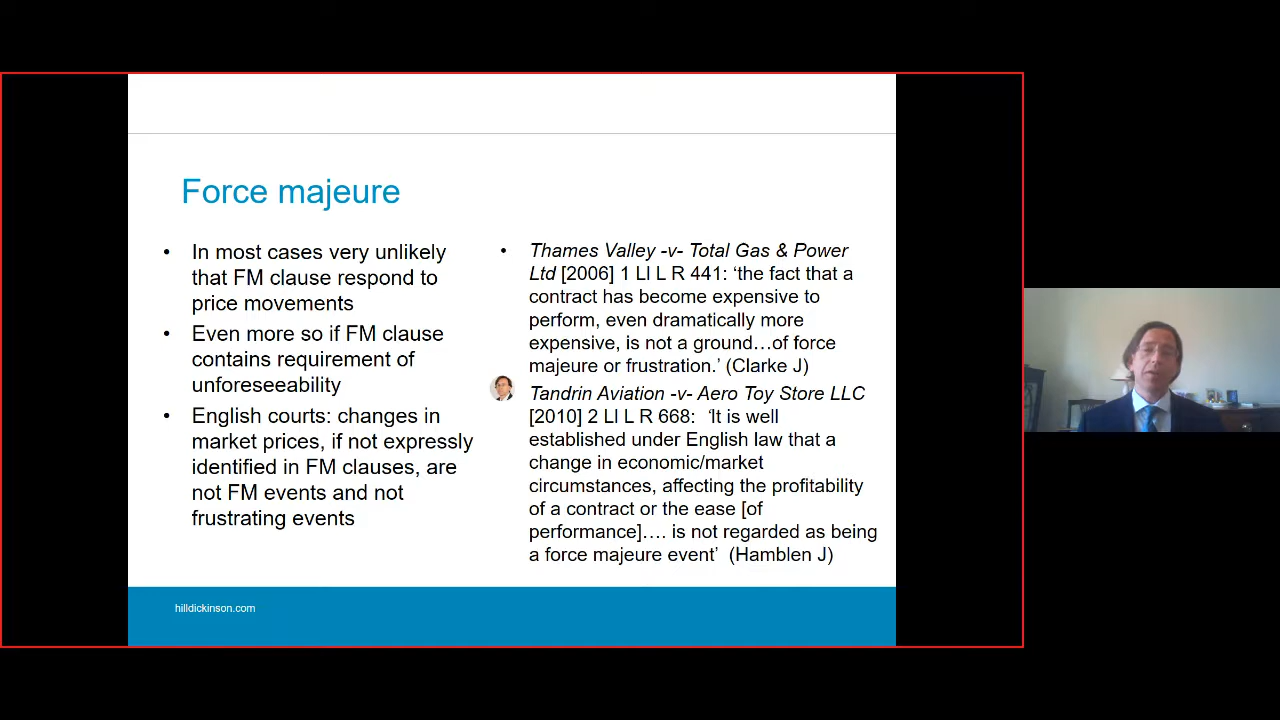 Force majeure
• In most cases very unlikely
that FM clause respond to
price movements
• Even more so if FM clause
contains requirement of
unforeseeability
• English courts: changes in
market prices, if not expressly
identified in FM clauses, are
not FM events and not
frustrating events
• Thames Valley -v- Total Gas & Power
Ltd [2006] 1 LI L R 441: ‘the fact that a
contract has become expensive to
perform, even dramatically more
expensive, is not a ground…of force
majeure or frustration.’ (Clarke J)
Tandrin Aviation -v- Aero Toy Store LLC
[2010] 2 LI L R 668: ‘It is well
established under English law that a
change in economic/market
circumstances, affecting the profitability
of a contract or the ease [of
performance]…. is not regarded as being
a force majeure event’ (Hamblen J)
hilldickinson.com